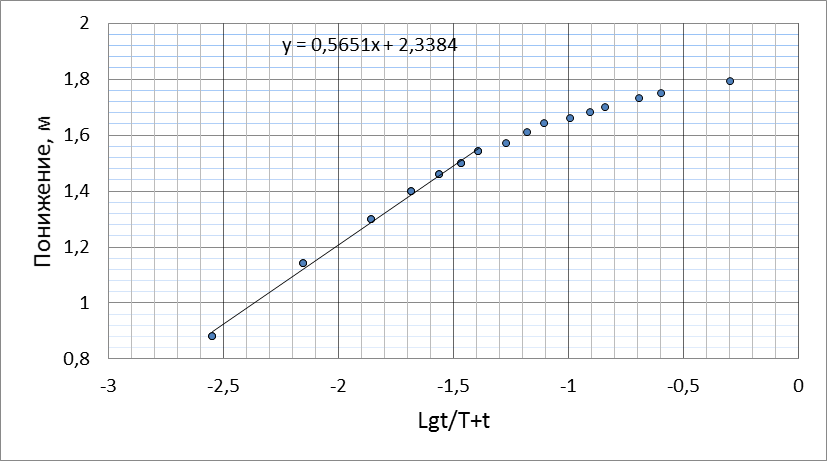 y = 0,5651x + 2,3384
2
1,8
1,6
1,4
1,2
1
0,8
-3 -2,5 -2 -1,5 -1 -0,5 0
Понижение, м
Lgt/T+t